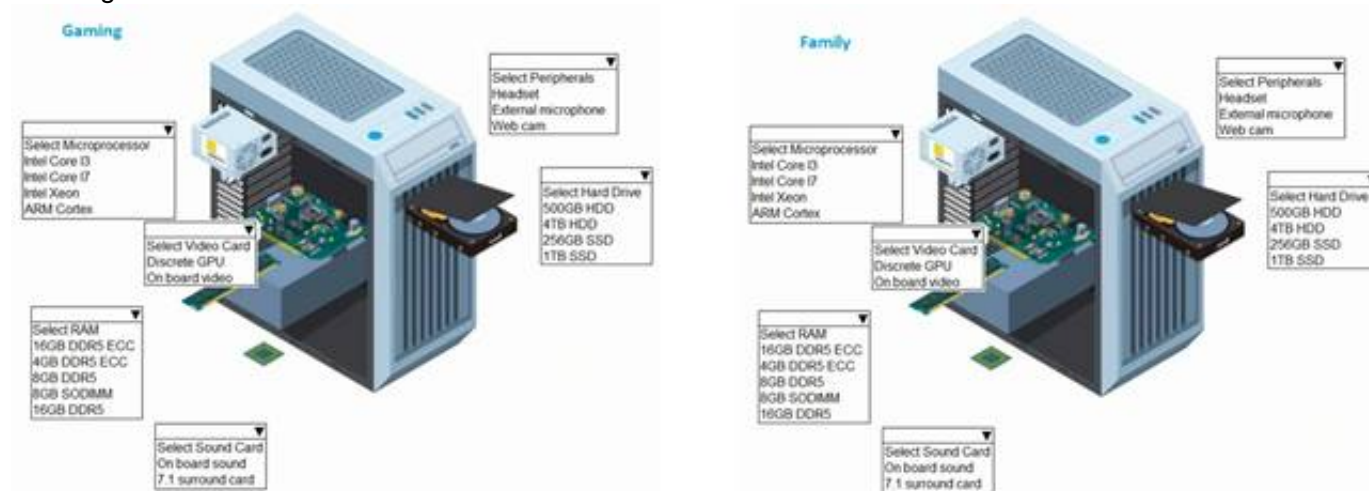 Gaming
Select Peripherals
Headset
External microphone
Web cam
Select Microprocessor
Intel Core I3
Intel Core I7
Intel Xeon
ARM Cortex
Select Hard Drive
500GB HDD
4TB HDD
256GB SSD
1TB SSD
Select Video Card
Discrete GPU
On board video
Select RAM
16GB DDR5 ECC
4GB DDR5 ECC
8GB DDR5
8GB SODIMM
16GB DDR5
Select Sound Card
On board sound
7.1 surround card
Family
Select Peripherals
Headset
External microphone
Web cam
Select Microprocessor
Intel Core I3
Intel Core I7
Intel Xeon
ARM Cortex
Select Hard Drive
500GB HDD
4TB HDD
256GB SSD
1TB SSD
Select Video Card
Discrete GPU
On board video
Select RAM
16GB DDR5 ECC
4GB DDR5 ECC
8GB DDR5
8GB SODIMM
16GB DDR5
Select Sound Card
On board sound
7.1 surround card